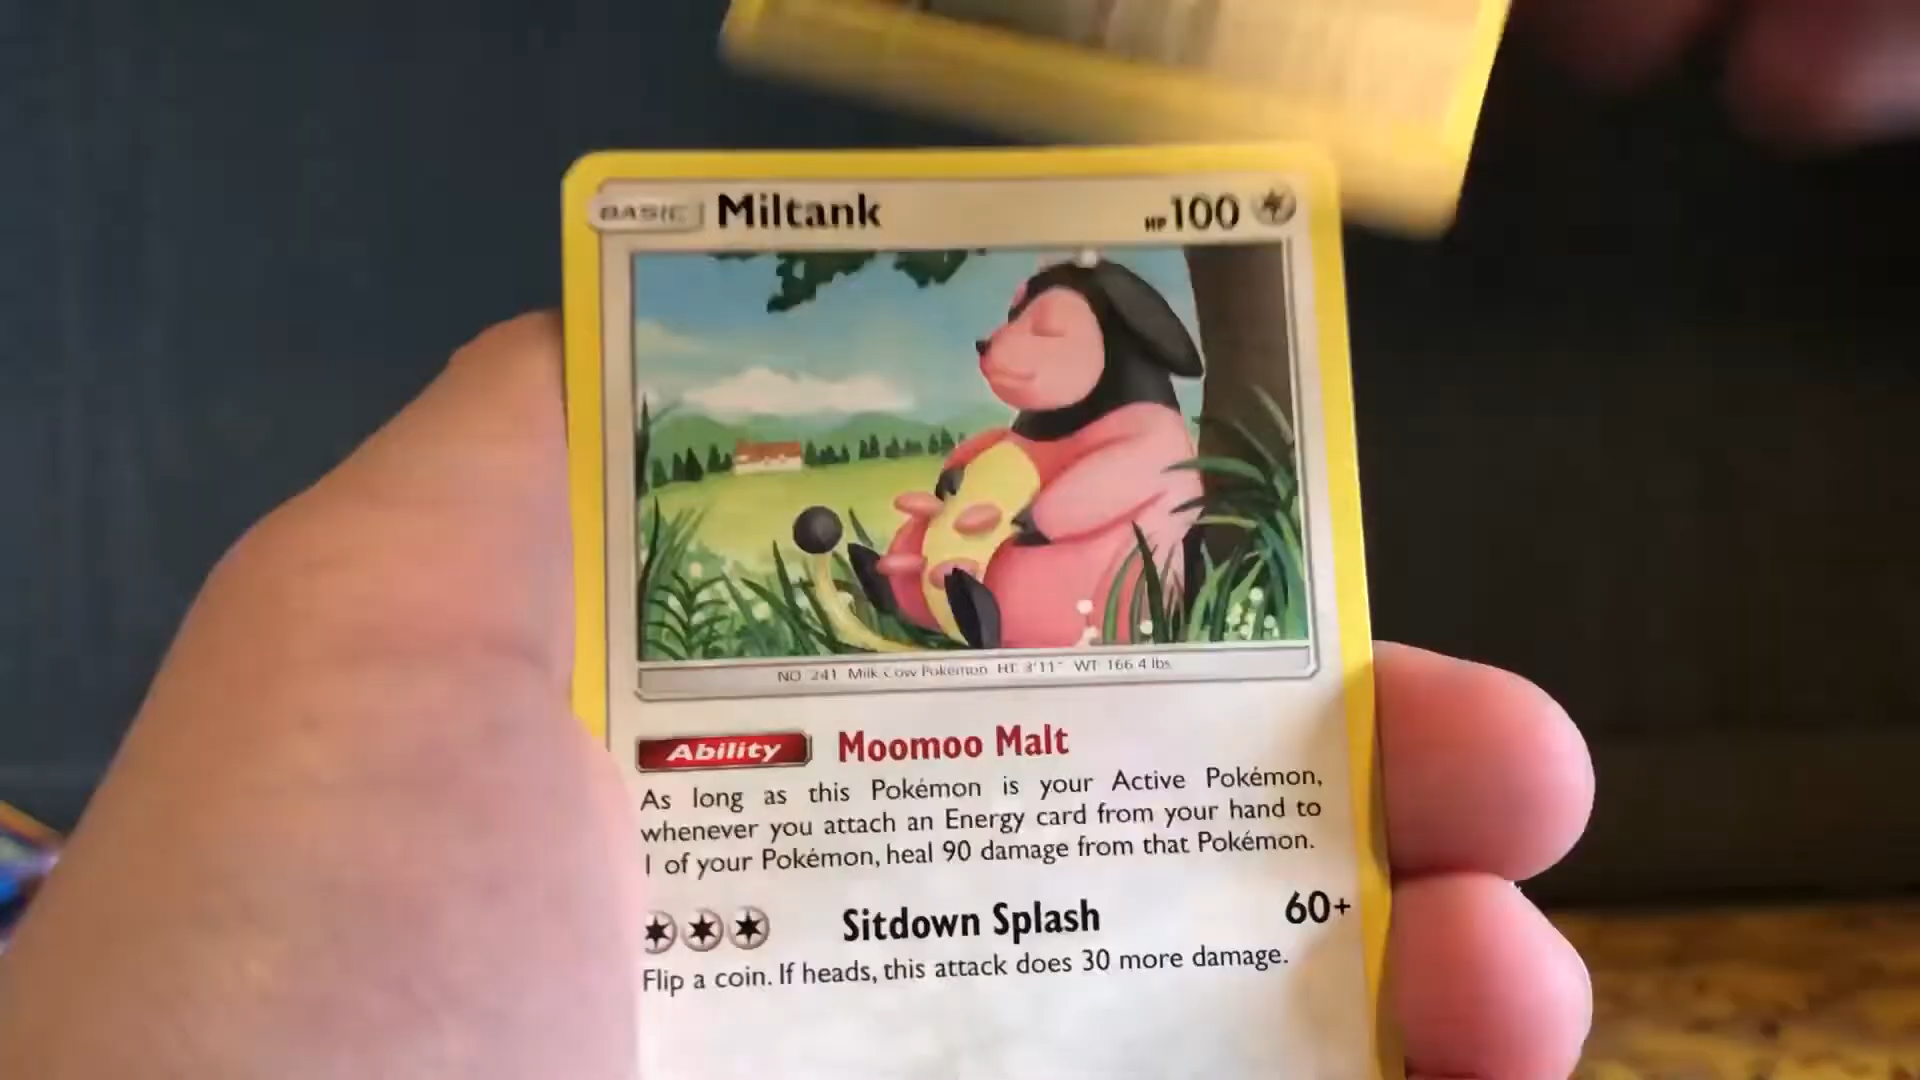 BASIC Miltank HP 100
NO. 241 Milk Cow Pokémon HT: 3'11" WT: 166.4 lbs.
Ability Moomoo Malt
As long as this Pokémon is your Active Pokémon,
whenever you attach an Energy card from your hand to
1 of your Pokémon, heal 90 damage from that Pokémon.
Sitdown Splash 60+
Flip a coin. If heads, this attack does 30 more damage.